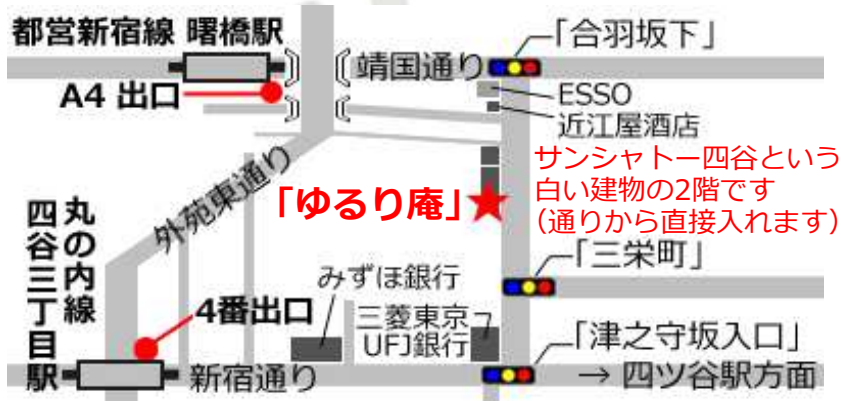 都営新宿線 曙橋駅
A4 出口
靖国通り
「合羽坂下」
ESSO
近江屋酒店
サンシャトー四谷という
白い建物の2階です
（通りから直接入れます）
「ゆるり庵」
外苑東通り
丸の内線
四谷三丁目駅
4番出口
みずほ銀行
三菱東京
UFJ銀行
「三栄町」
「津之守坂入口」
新宿通り
→ 四ツ谷駅方面